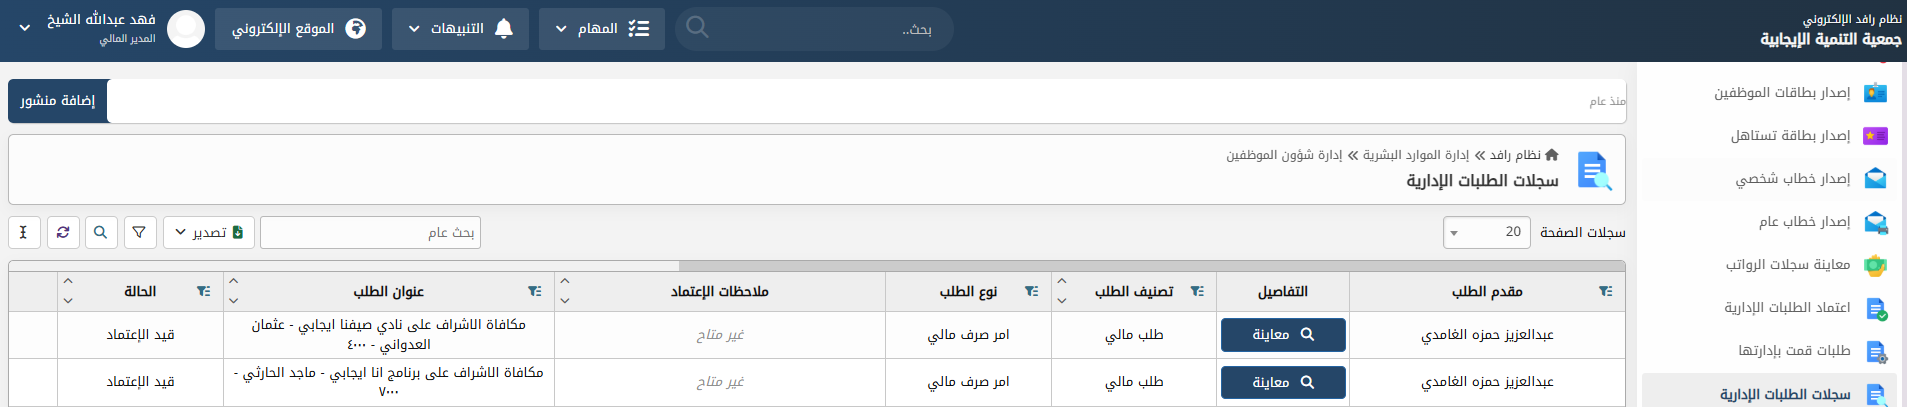 نظام رافد الإلكتروني
جمعية التنمية الإيجابية
بحث..
المهام
التنبيهات
الموقع الإلكتروني
فهد عبدالله الشيخ
المدير المالي
إصدار بطاقات الموظفين
إصدار بطاقة تستاهل
إصدار خطاب شخصي
إصدار خطاب عام
معاينة سجلات الرواتب
اعتماد الطلبات الإدارية
طلبات قمت بإدارتها
سجلات الطلبات الإدارية
منذ عام
إضافة منشور
نظام رافد » إدارة الموارد البشرية » إدارة شؤون الموظفين
سجلات الطلبات الإدارية
سجلات الصفحة 20
بحث عام
تصدير
مقدم الطلب التفاصيل تصنيف الطلب نوع الطلب ملاحظات الإعتماد عنوان الطلب الحالة
عبدالعزيز حمزه الغامدي معاينة طلب مالي امر صرف مالي غير متاح مكافاة الاشراف على نادي صيفنا ايجابي - عثمان
العدواني - ٤٠٠٠
قيد الإعتماد
عبدالعزيز حمزه الغامدي معاينة طلب مالي امر صرف مالي غير متاح مكافاة الاشراف على برنامج انا ايجابي - ماجد الحارثي -
٧٠٠٠
قيد الإعتماد